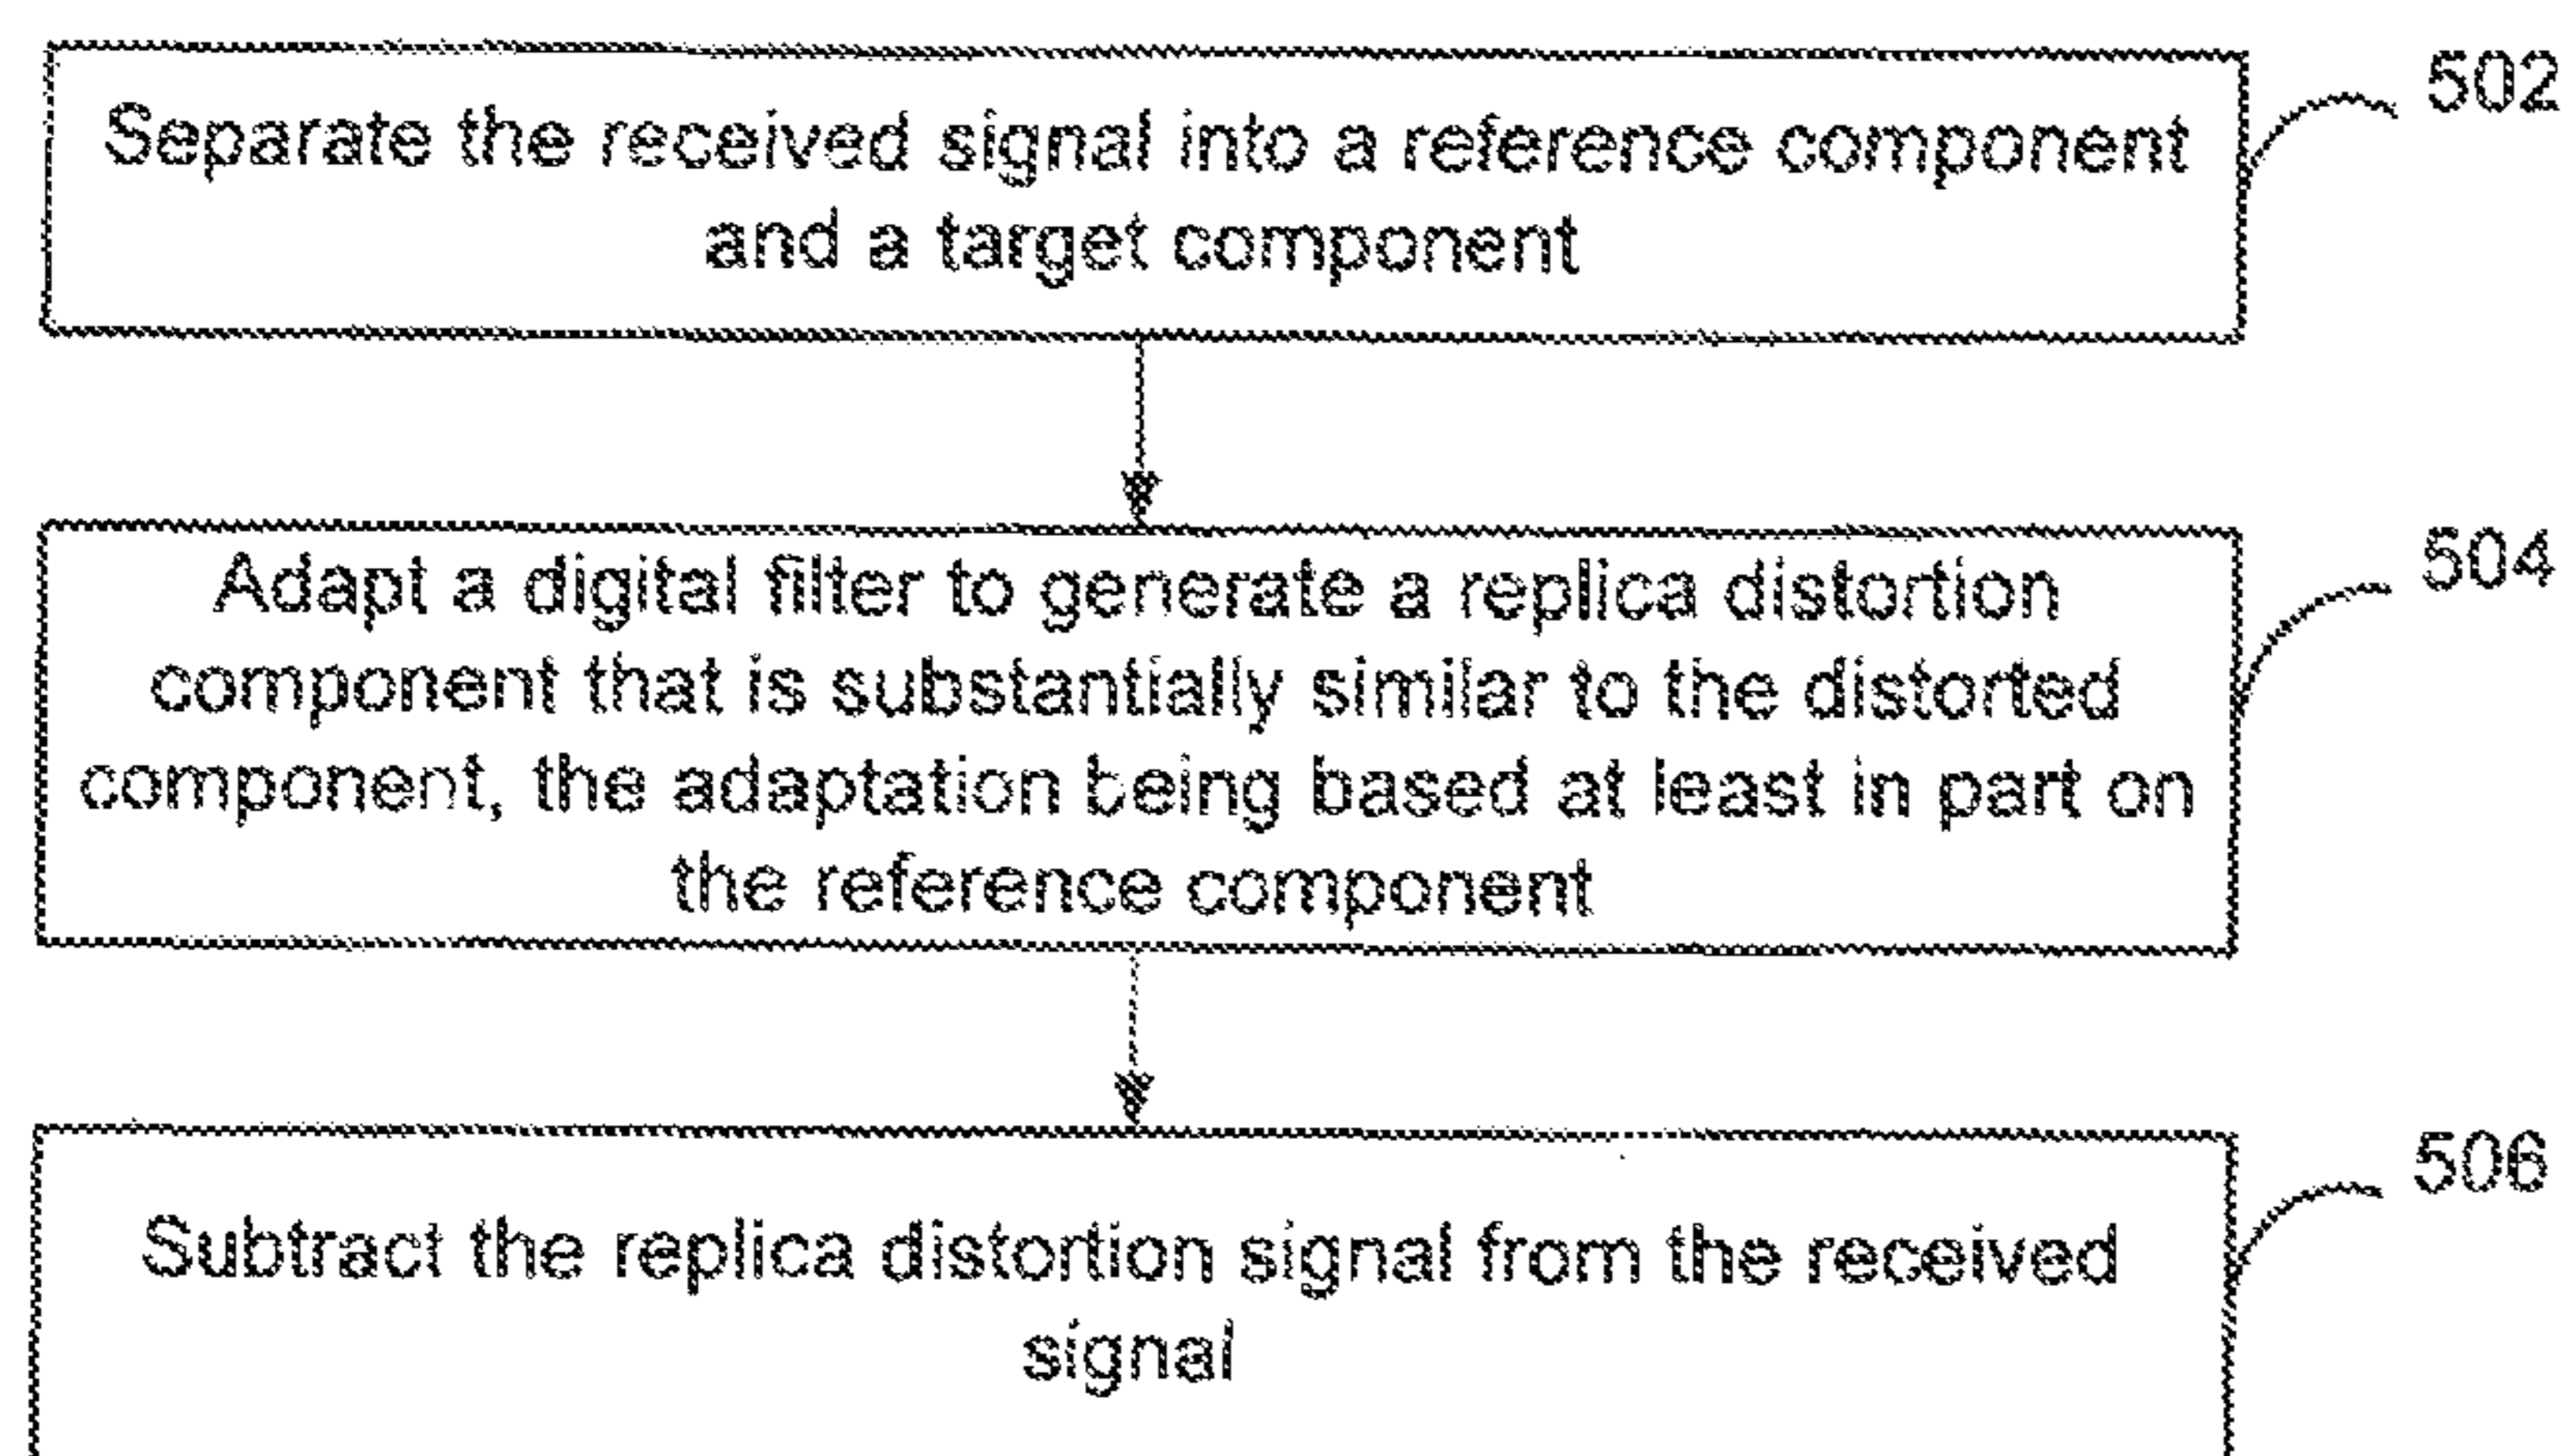 502
Separate the received signal into a reference component
and a target component
504
Adapt a digital filter to generate a replica distortion
component that is substantially similar to the distorted
component, the adaptation being based at least in part on
the reference component
506
Subtract the replica distortion signal from the received
signal